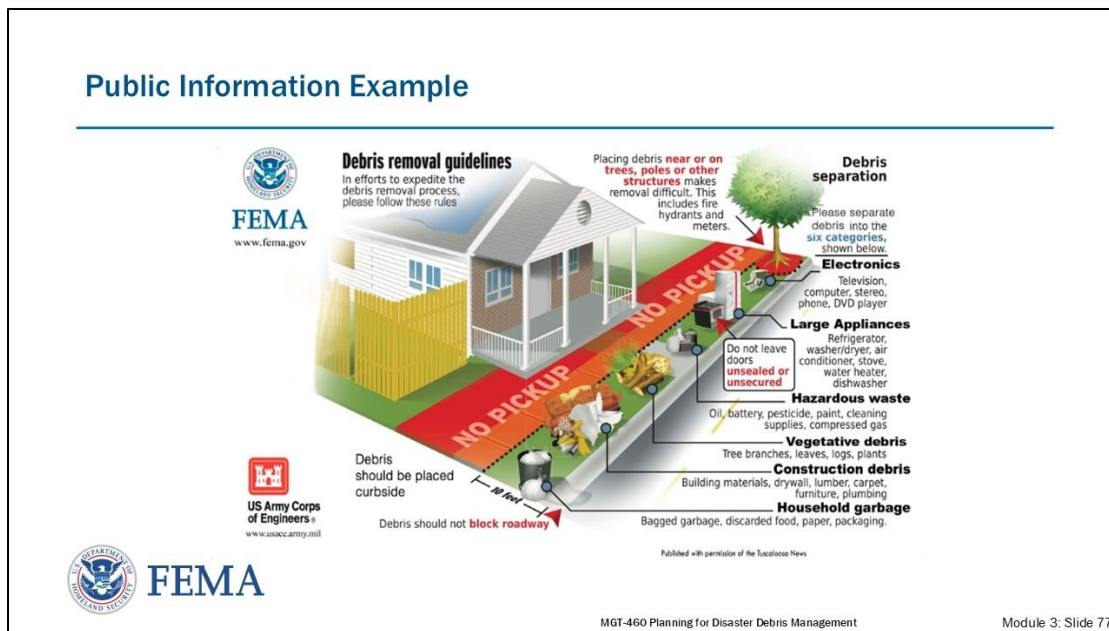 Public Information Example
FEMA
www.fema.gov
Debris removal guidelines
In efforts to expedite the
debris removal process,
please follow these rules
Placing debris near or on
trees, poles or other
structures makes
removal difficult. This
includes fire
hydrants and
meters.
Debris
separation
Please separate
debris into the
six categories,
shown below.
Electronics
Television,
computer, stereo,
phone, DVD player
Large Appliances
Refrigerator,
washer/dryer, air
conditioner, stove,
water heater,
dishwasher
Do not leave
doors
unsealed or
unsecured
Hazardous waste
Oil, battery, pesticide, paint, cleaning
supplies, compressed gas
Vegetative debris
Tree branches, leaves, logs, plants
Construction debris
Building materials, drywall, lumber, carpet,
furniture, plumbing
Household garbage
Bagged garbage, discarded food, paper, packaging.
NO PICKUP
NO PICKUP
Debris
should be placed
curbside
10 feet
Debris should not block roadway
US Army Corps
of Engineers®
www.usace.army.mil
Published with permission of the Tuscaloosa News
U.S. DEPARTMENT OF HOMELAND SECURITY
FEMA
MGT-460 Planning for Disaster Debris Management
Module 3: Slide 77